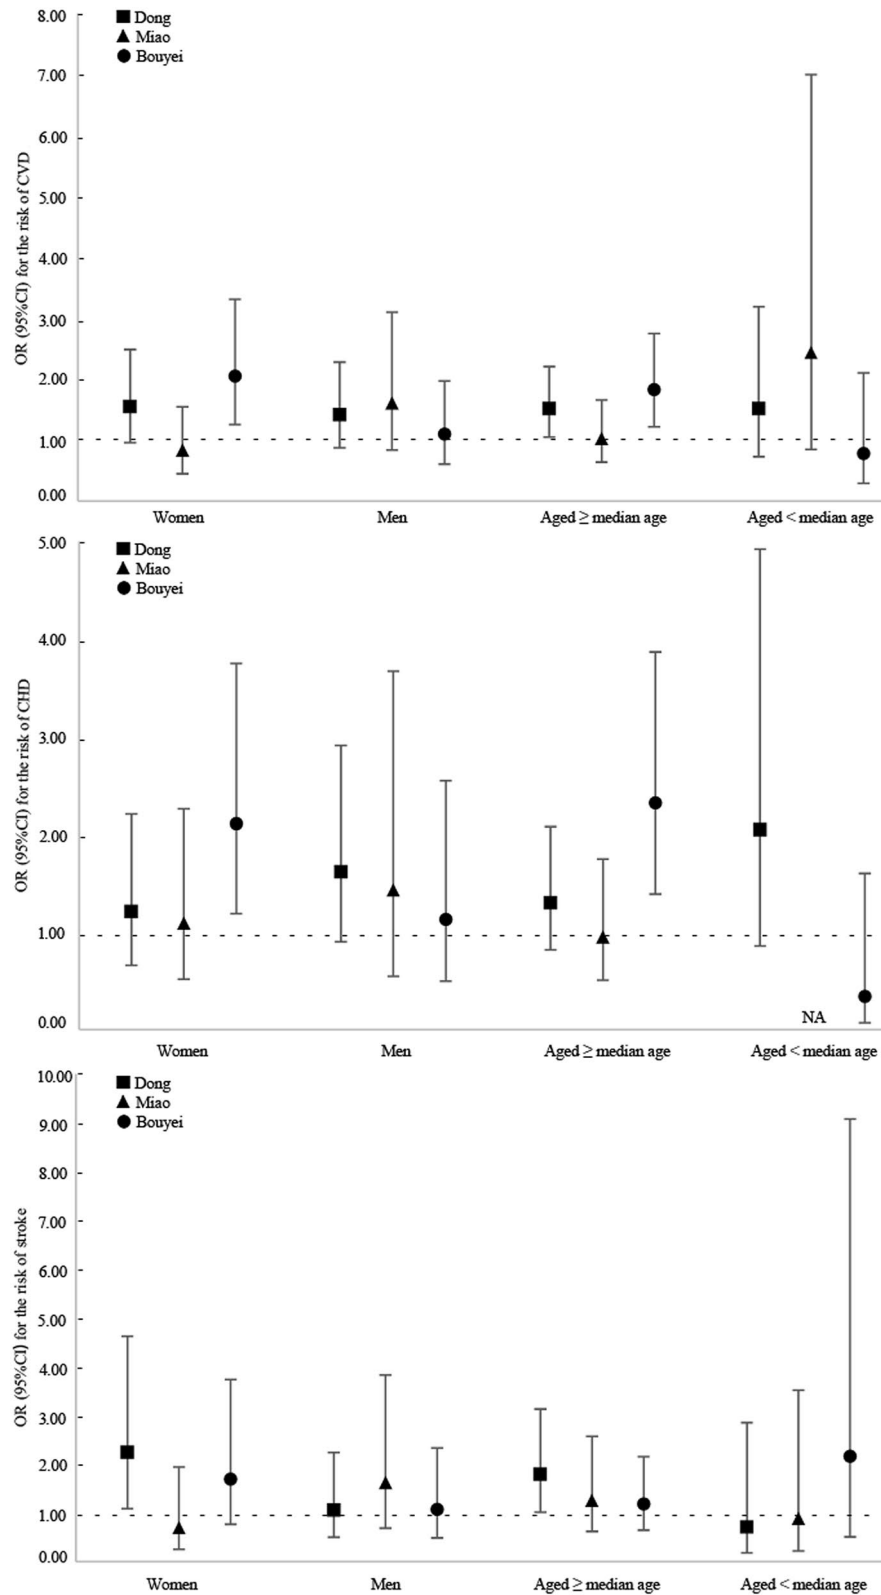 8.00
7.00
6.00
5.00
4.00
3.00
2.00
1.00
0.00
OR (95%CI) for the risk of CVD
Dong
Miao
Bouyei
Women Men Aged ≥ median age Aged < median age
5.00
4.00
3.00
2.00
1.00
0.00
OR (95%CI) for the risk of CHD
Dong
Miao
Bouyei
NA
Women Men Aged ≥ median age Aged < median age
10.00
9.00
8.00
7.00
6.00
5.00
4.00
3.00
2.00
1.00
0.00
OR (95%CI) for the risk of stroke
Dong
Miao
Bouyei
Women Men Aged ≥ median age Aged < median age